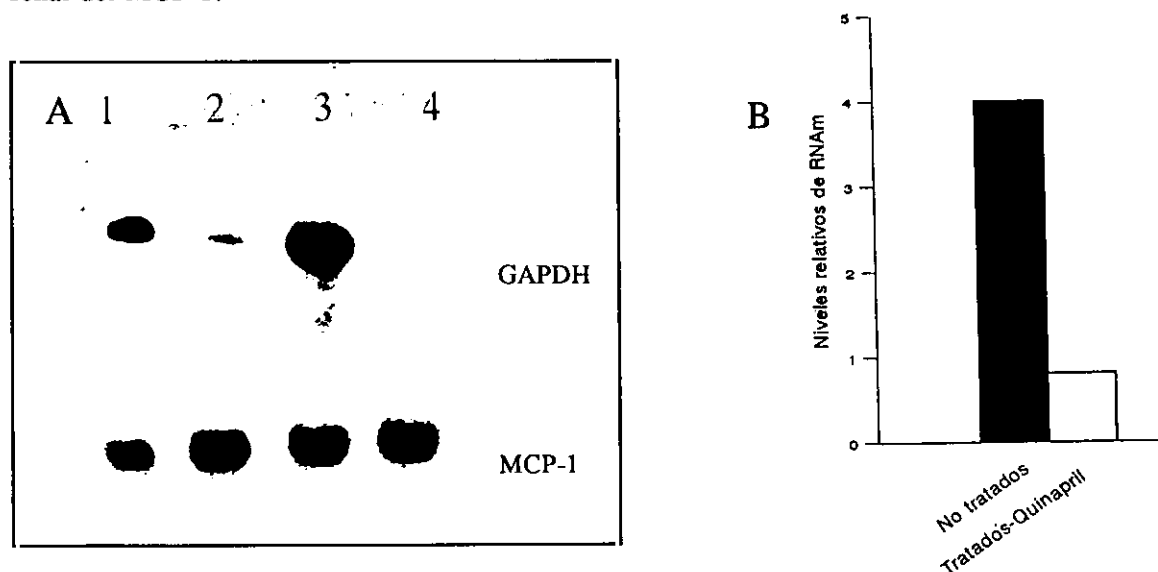 A 1 2 3 4
GAPDH
MCP-1
B
Niveles relativos de RNAm
5
4
3
2
1
0
No tratados
Tratados-Quinapril